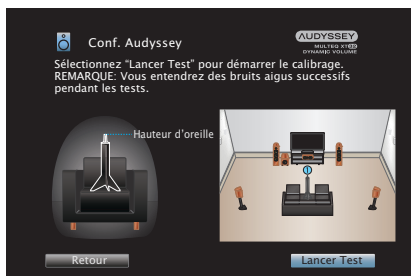 Conf. Audyssey
AUDYSSEY
MULTEQ XT32
DYNAMIC VOLUME
Sélectionnez “Lancer Test” pour démarrer le calibrage.
REMARQUE: Vous entendrez des bruits aigus successifs
pendant les tests.
Hauteur d’oreille
Retour
Lancer Test